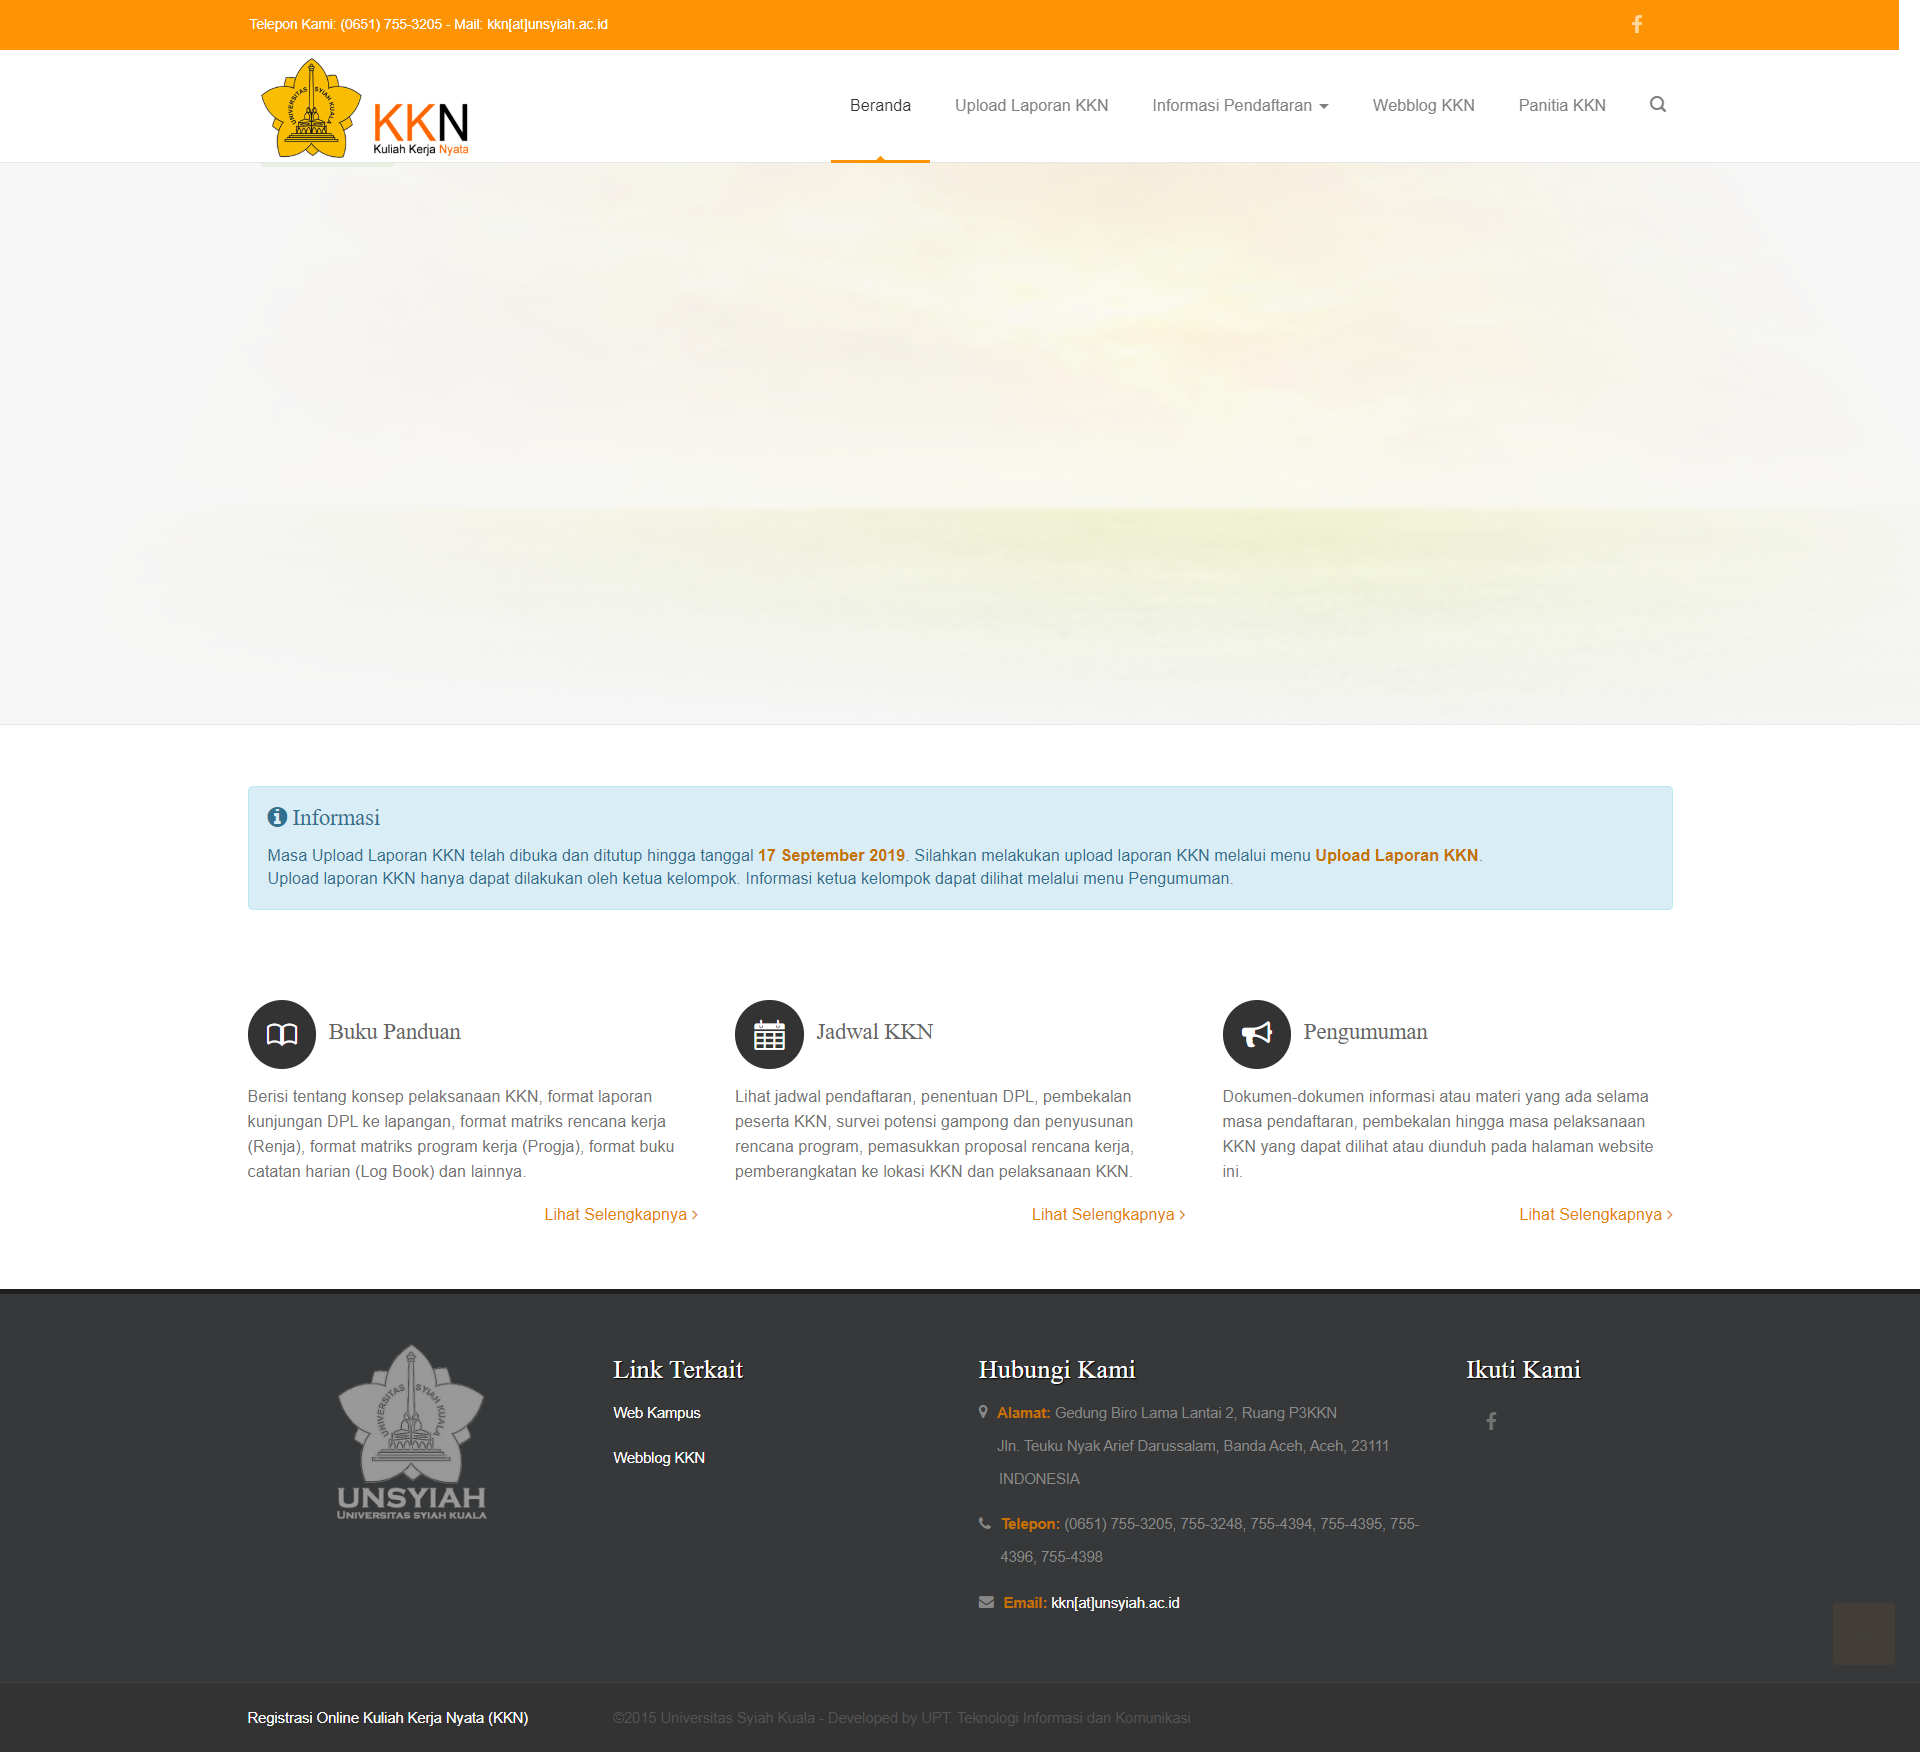 Telepon Kami: (0651) 755-3205 - Mail: kkn[at]unsyiah.ac.id
UNIVERSITAS SYIAH KUALA
KKN
Kuliah Kerja Nyata
Beranda
Upload Laporan KKN
Informasi Pendaftaran
Webblog KKN
Panitia KKN
Informasi
Masa Upload Laporan KKN telah dibuka dan ditutup hingga tanggal 17 September 2019. Silahkan melakukan upload laporan KKN melalui menu Upload Laporan KKN.
Upload laporan KKN hanya dapat dilakukan oleh ketua kelompok. Informasi ketua kelompok dapat dilihat melalui menu Pengumuman.
Buku Panduan
Berisi tentang konsep pelaksanaan KKN, format laporan
kunjungan DPL ke lapangan, format matriks rencana kerja
(Renja), format matriks program kerja (Progja), format buku
catatan harian (Log Book) dan lainnya.
Lihat Selengkapnya
Jadwal KKN
Lihat jadwal pendaftaran, penentuan DPL, pembekalan
peserta KKN, survei potensi gampong dan penyusunan
rencana program, pemasukkan proposal rencana kerja,
pemberangkatan ke lokasi KKN dan pelaksanaan KKN.
Lihat Selengkapnya
Pengumuman
Dokumen-dokumen informasi atau materi yang ada selama
masa pendaftaran, pembekalan hingga masa pelaksanaan
KKN yang dapat dilihat atau diunduh pada halaman website
ini.
Lihat Selengkapnya
UNIVERSITAS SYIAH KUALA
UNSYIAH
UNIVERSITAS SYIAH KUALA
Link Terkait
Web Kampus
Webblog KKN
Hubungi Kami
Alamat: Gedung Biro Lama Lantai 2, Ruang P3KKN
Jln. Teuku Nyak Arief Darussalam, Banda Aceh, Aceh, 23111
INDONESIA
Telepon: (0651) 755-3205, 755-3248, 755-4394, 755-4395, 755-
4396, 755-4398
Email: kkn[at]unsyiah.ac.id
Ikuti Kami
Registrasi Online Kuliah Kerja Nyata (KKN)
©2015 Universitas Syiah Kuala - Developed by UPT. Teknologi Informasi dan Komunikasi